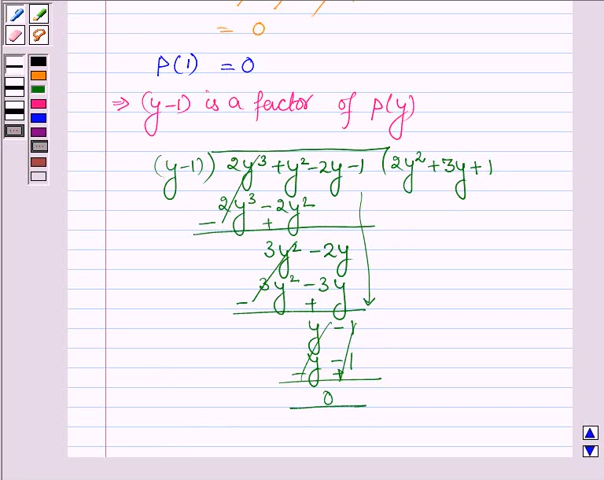 = 0
P(1) = 0
⇒ (y-1) is a factor of p(y)
(y-1) ) 2y³ + y² - 2y - 1 ( 2y² + 3y + 1
2y³ - 2y²
- +
3y² - 2y
3y² - 3y
- +
y - 1
y - 1
- +
0